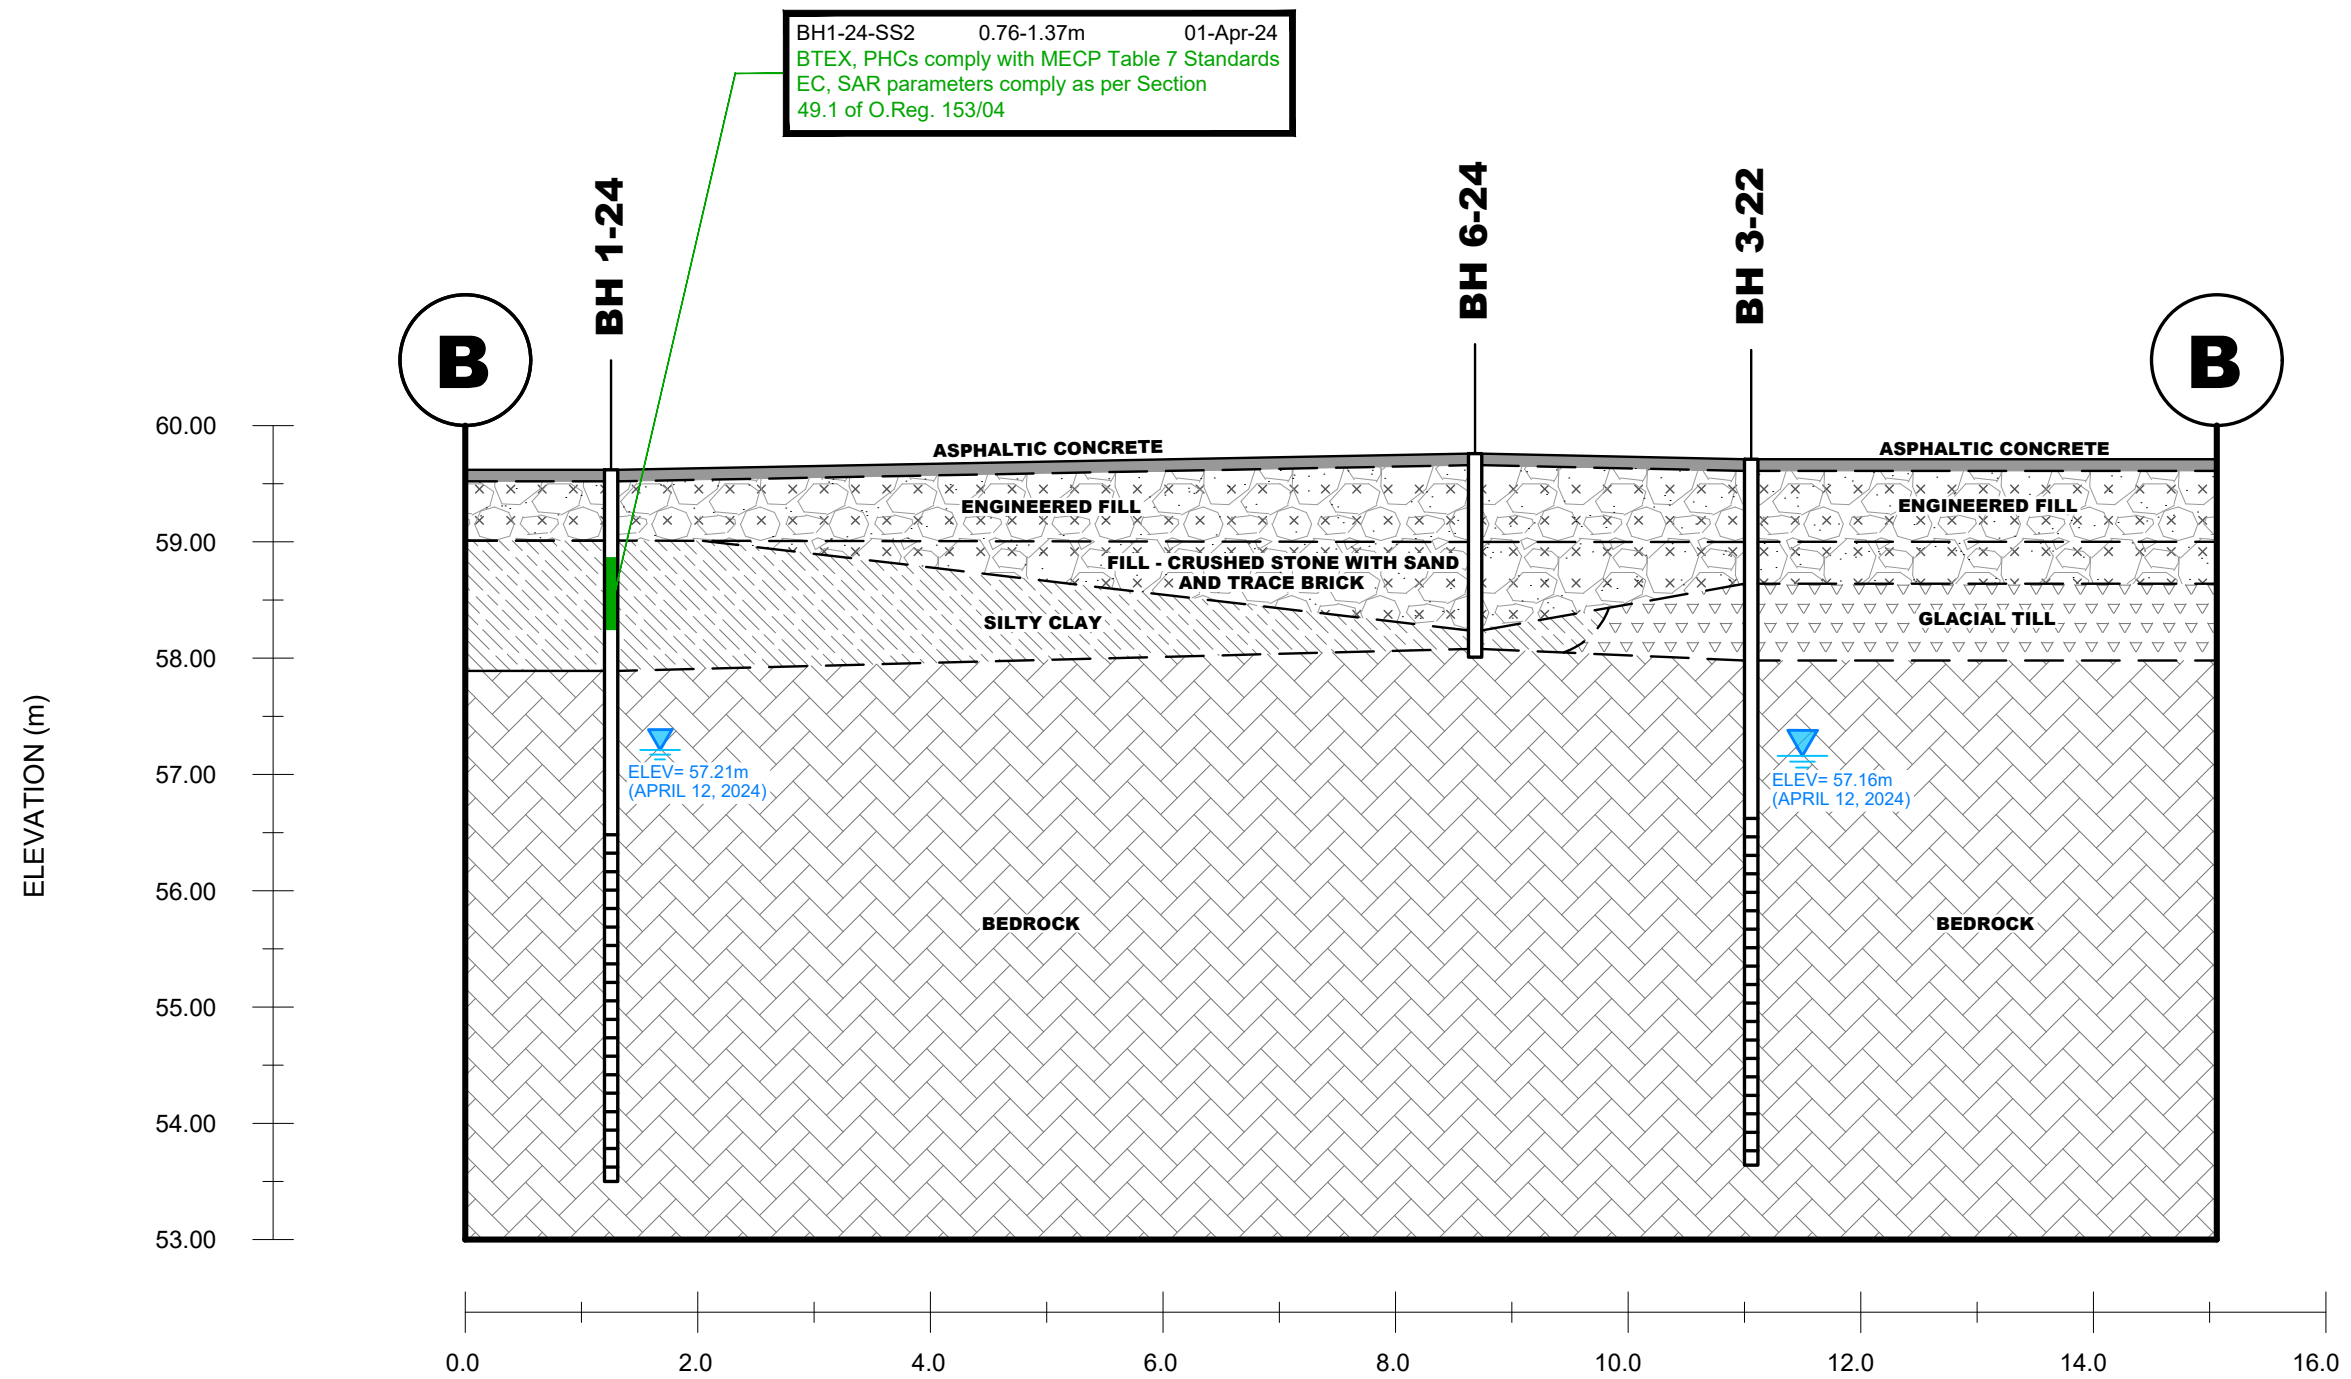 BH1-24-SS2 0.76-1.37m 01-Apr-24
BTEX, PHCs comply with MECP Table 7 Standards
EC, SAR parameters comply as per Section
49.1 of O.Reg. 153/04
BH 1-24
BH 6-24
BH 3-22
B
B
ELEVATION (m)
60.00
59.00
58.00
57.00
56.00
55.00
54.00
53.00
ASPHALTIC CONCRETE
ASPHALTIC CONCRETE
ENGINEERED FILL
ENGINEERED FILL
FILL - CRUSHED STONE WITH SAND
AND TRACE BRICK
SILTY CLAY
GLACIAL TILL
ELEV= 57.21m
(APRIL 12, 2024)
ELEV= 57.16m
(APRIL 12, 2024)
BEDROCK
BEDROCK
0.0 2.0 4.0 6.0 8.0 10.0 12.0 14.0 16.0